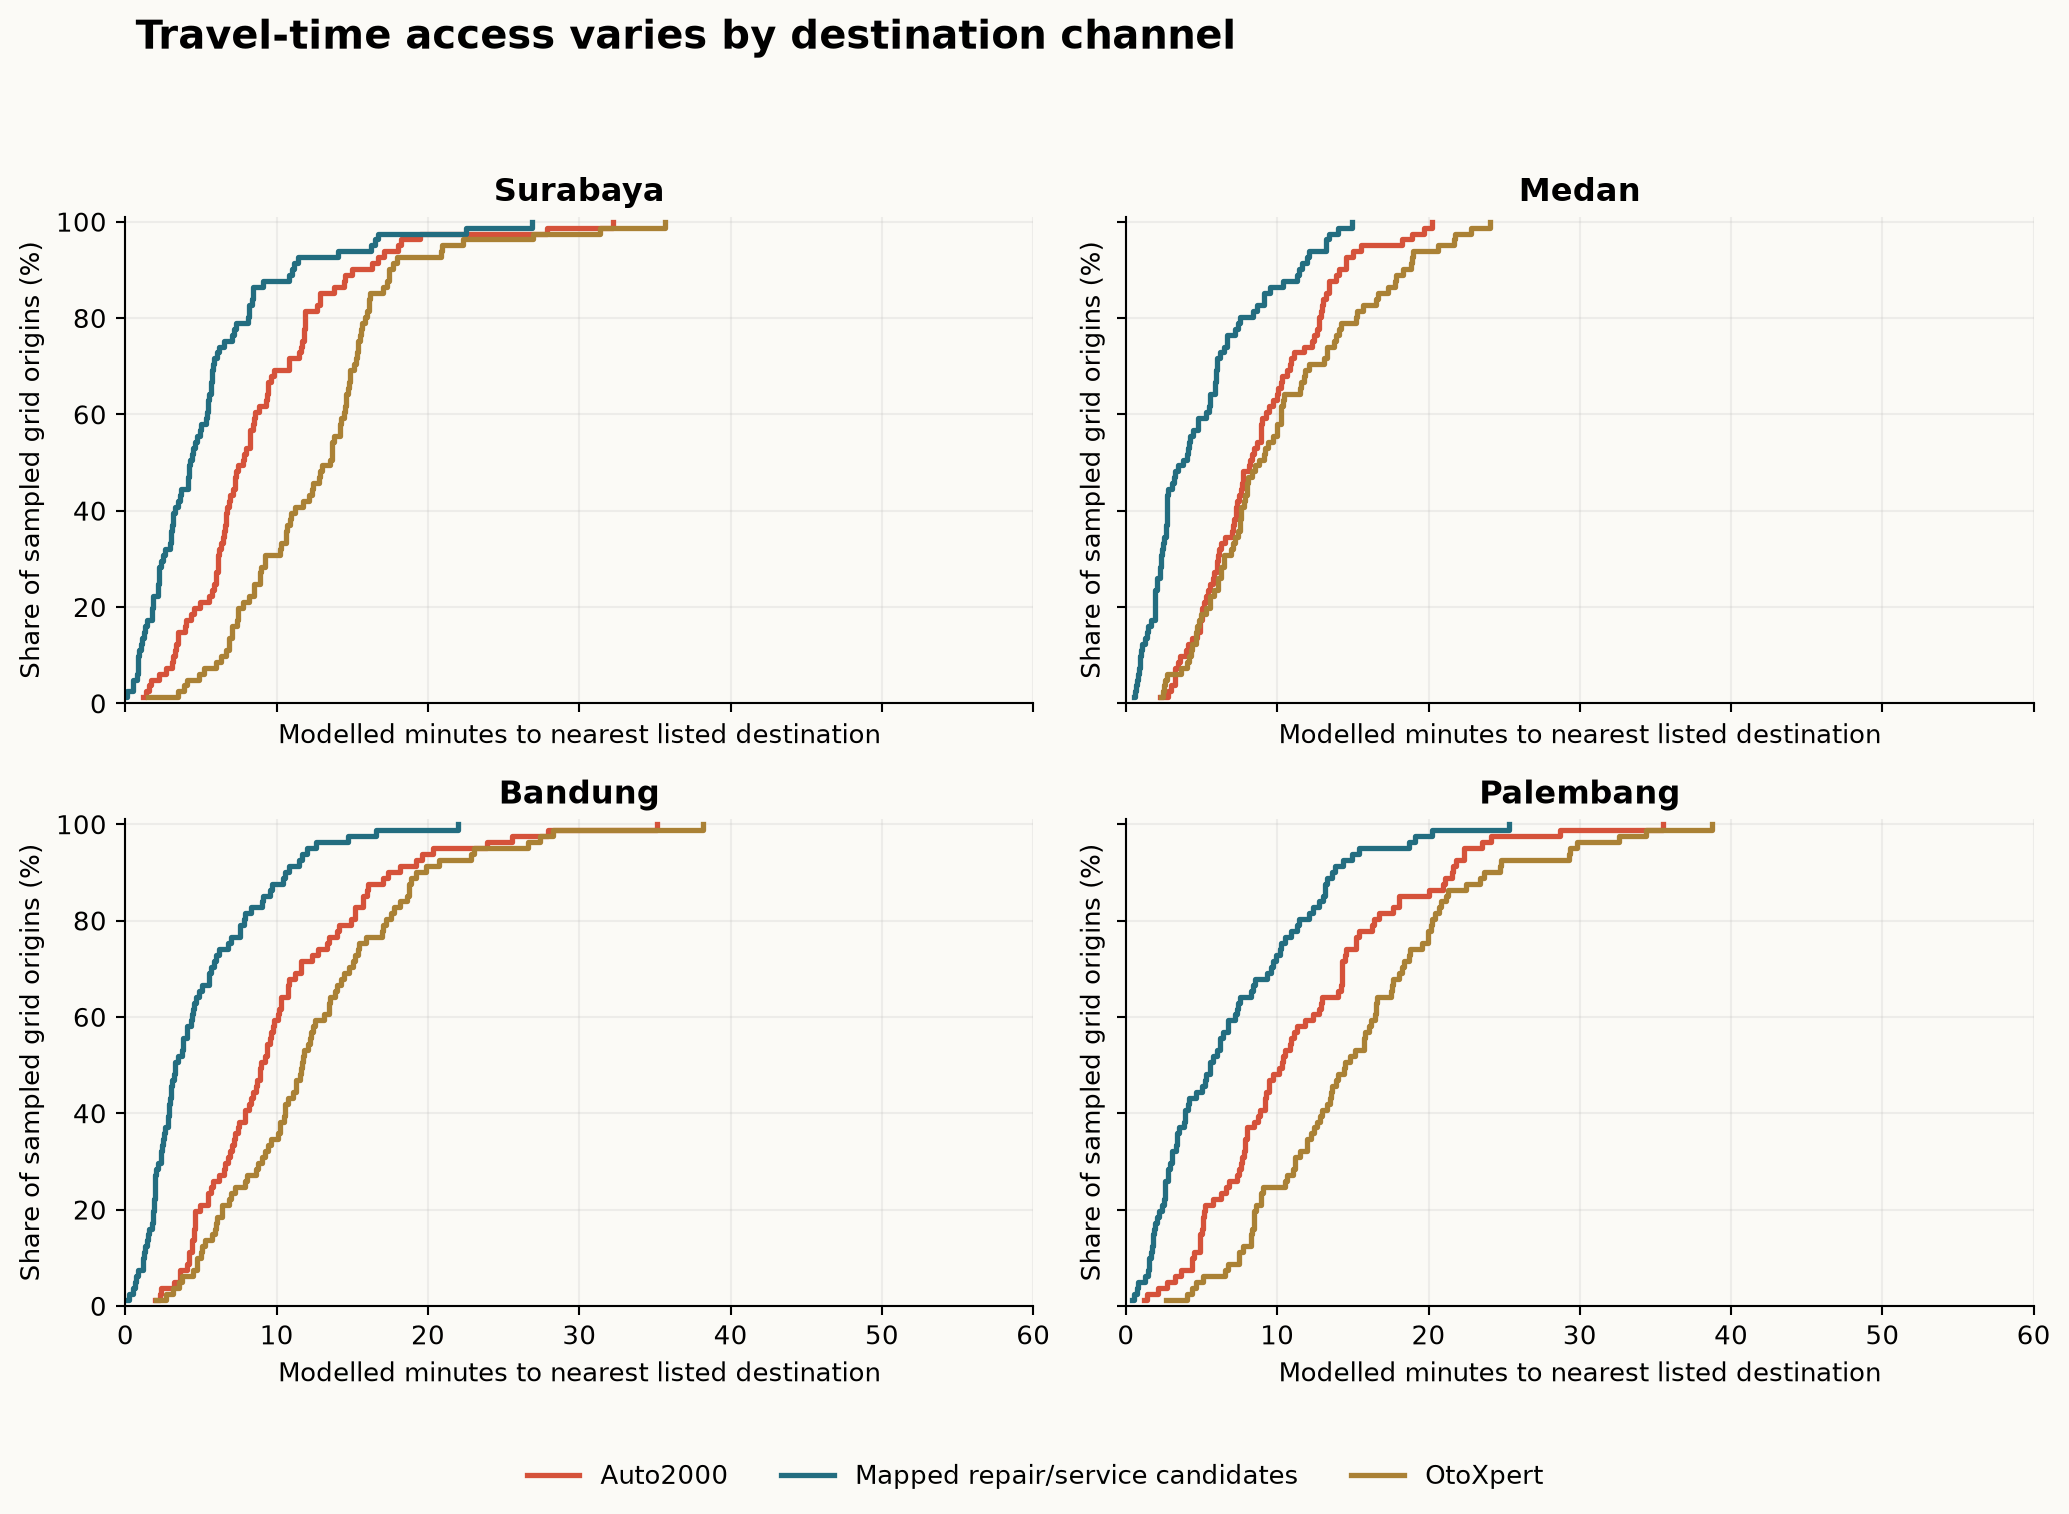 Travel-time access varies by destination channel
Surabaya
Share of sampled grid origins (%)
100
80
60
40
20
0
Modelled minutes to nearest listed destination
Medan
Share of sampled grid origins (%)
Modelled minutes to nearest listed destination
Bandung
Share of sampled grid origins (%)
100
80
60
40
20
0
0 10 20 30 40 50 60
Modelled minutes to nearest listed destination
Palembang
Share of sampled grid origins (%)
0 10 20 30 40 50 60
Modelled minutes to nearest listed destination
Auto2000 Mapped repair/service candidates OtoXpert